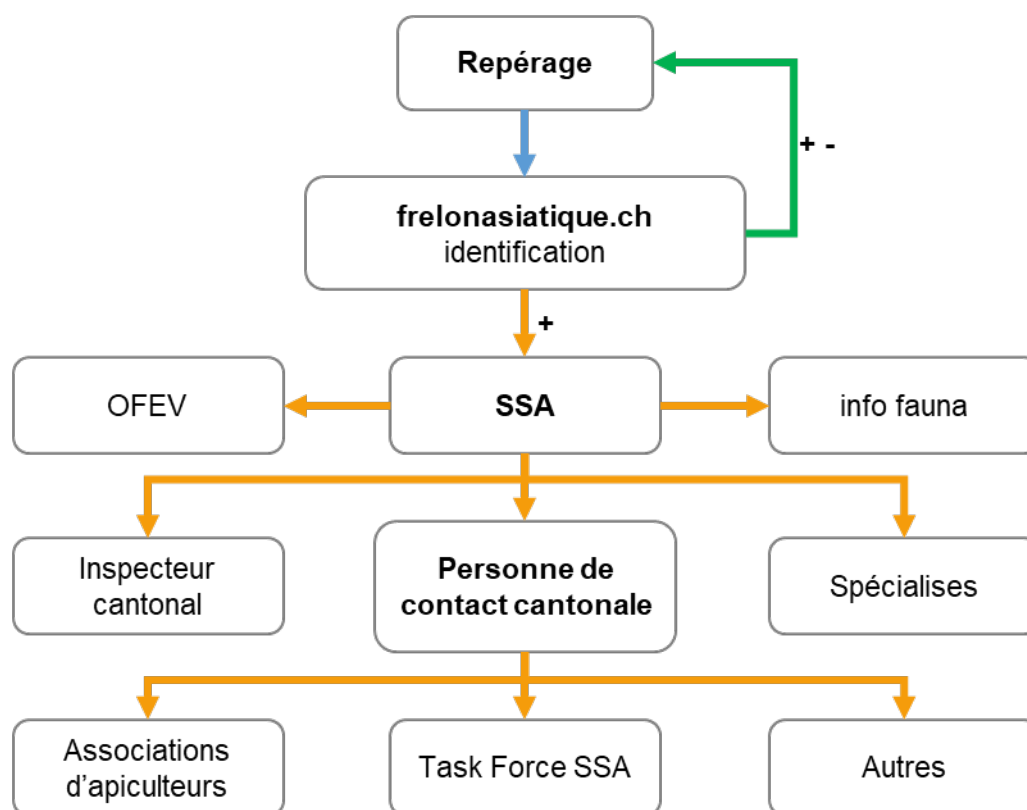 Repérage
+ -
frelonasiatique.ch
identification
+
OFEV
SSA
info fauna
Inspecteur
cantonal
Personne de
contact cantonale
Spécialises
Associations
d'apiculteurs
Task Force SSA
Autres